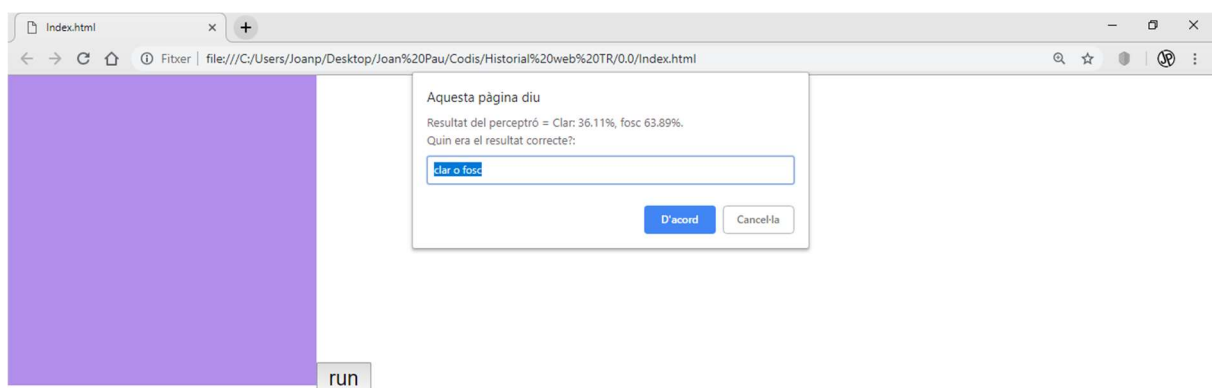 Index.html
Fitxer | file:///C:/Users/Joanp/Desktop/Joan%20Pau/Codis/Historial%20web%20TR/0.0/Index.html
JP
Aquesta pàgina diu
Resultat del perceptró = Clar: 36.11%, fosc 63.89%.
Quin era el resultat correcte?:
clar o fosc
D'acord Cancel·la
run